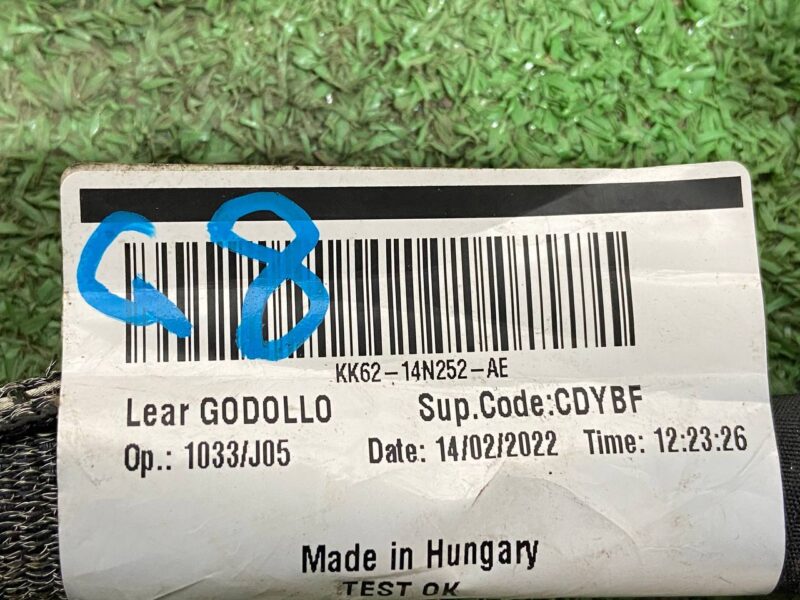 G8
KK62-14N252-AE
Lear GODOLLO Sup.Code:CDYBF
Op.: 1033/J05 Date: 14/02/2022 Time: 12:23:26
Made in Hungary
TEST OK